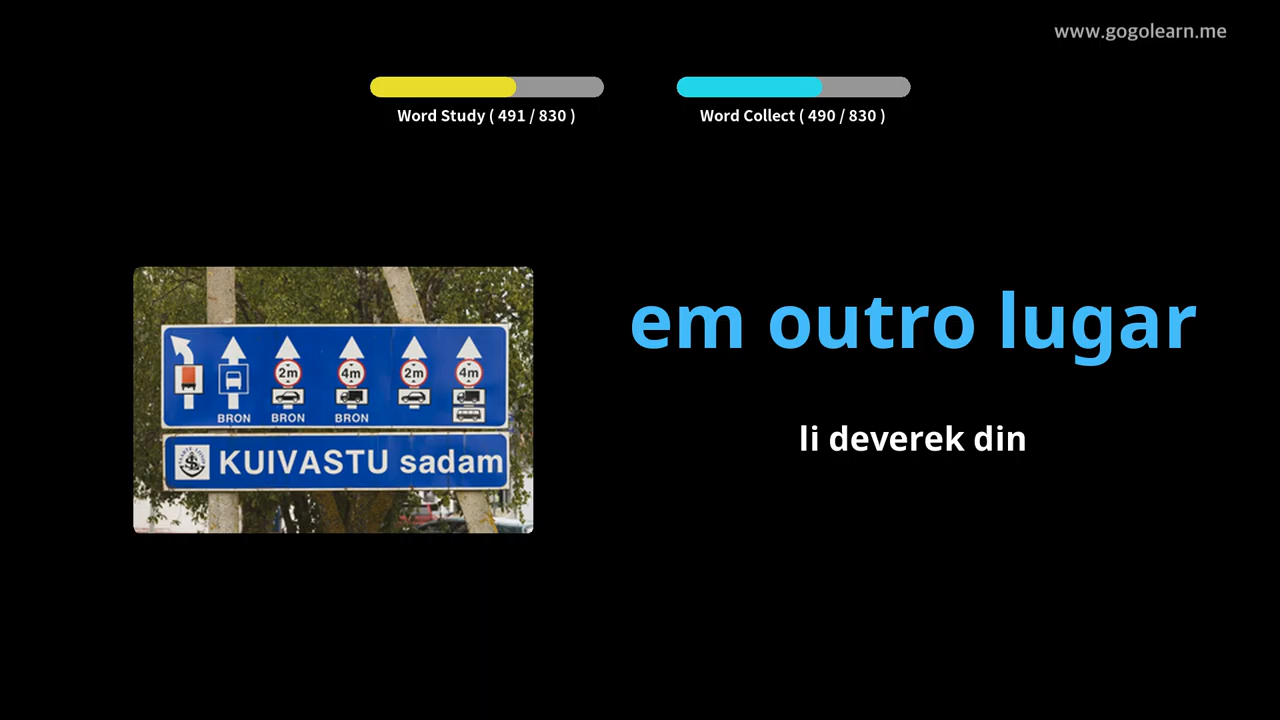 www.gogolearn.me
Word Study ( 491 / 830 )
Word Collect ( 490 / 830 )
em outro lugar
li deverek din
2m 4m 2m 4m
BRON BRON BRON
KUIVASTU sadam